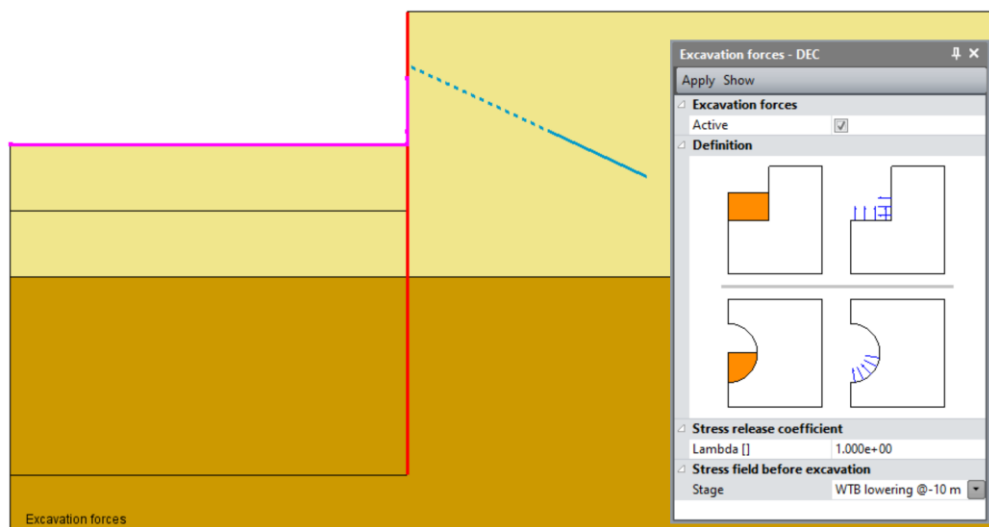 Excavation forces - DEC
Apply Show
Excavation forces
Active
Definition
Stress release coefficient
Lambda [] 1.000e+00
Stress field before excavation
Stage WTB lowering @-10 m
Excavation forces